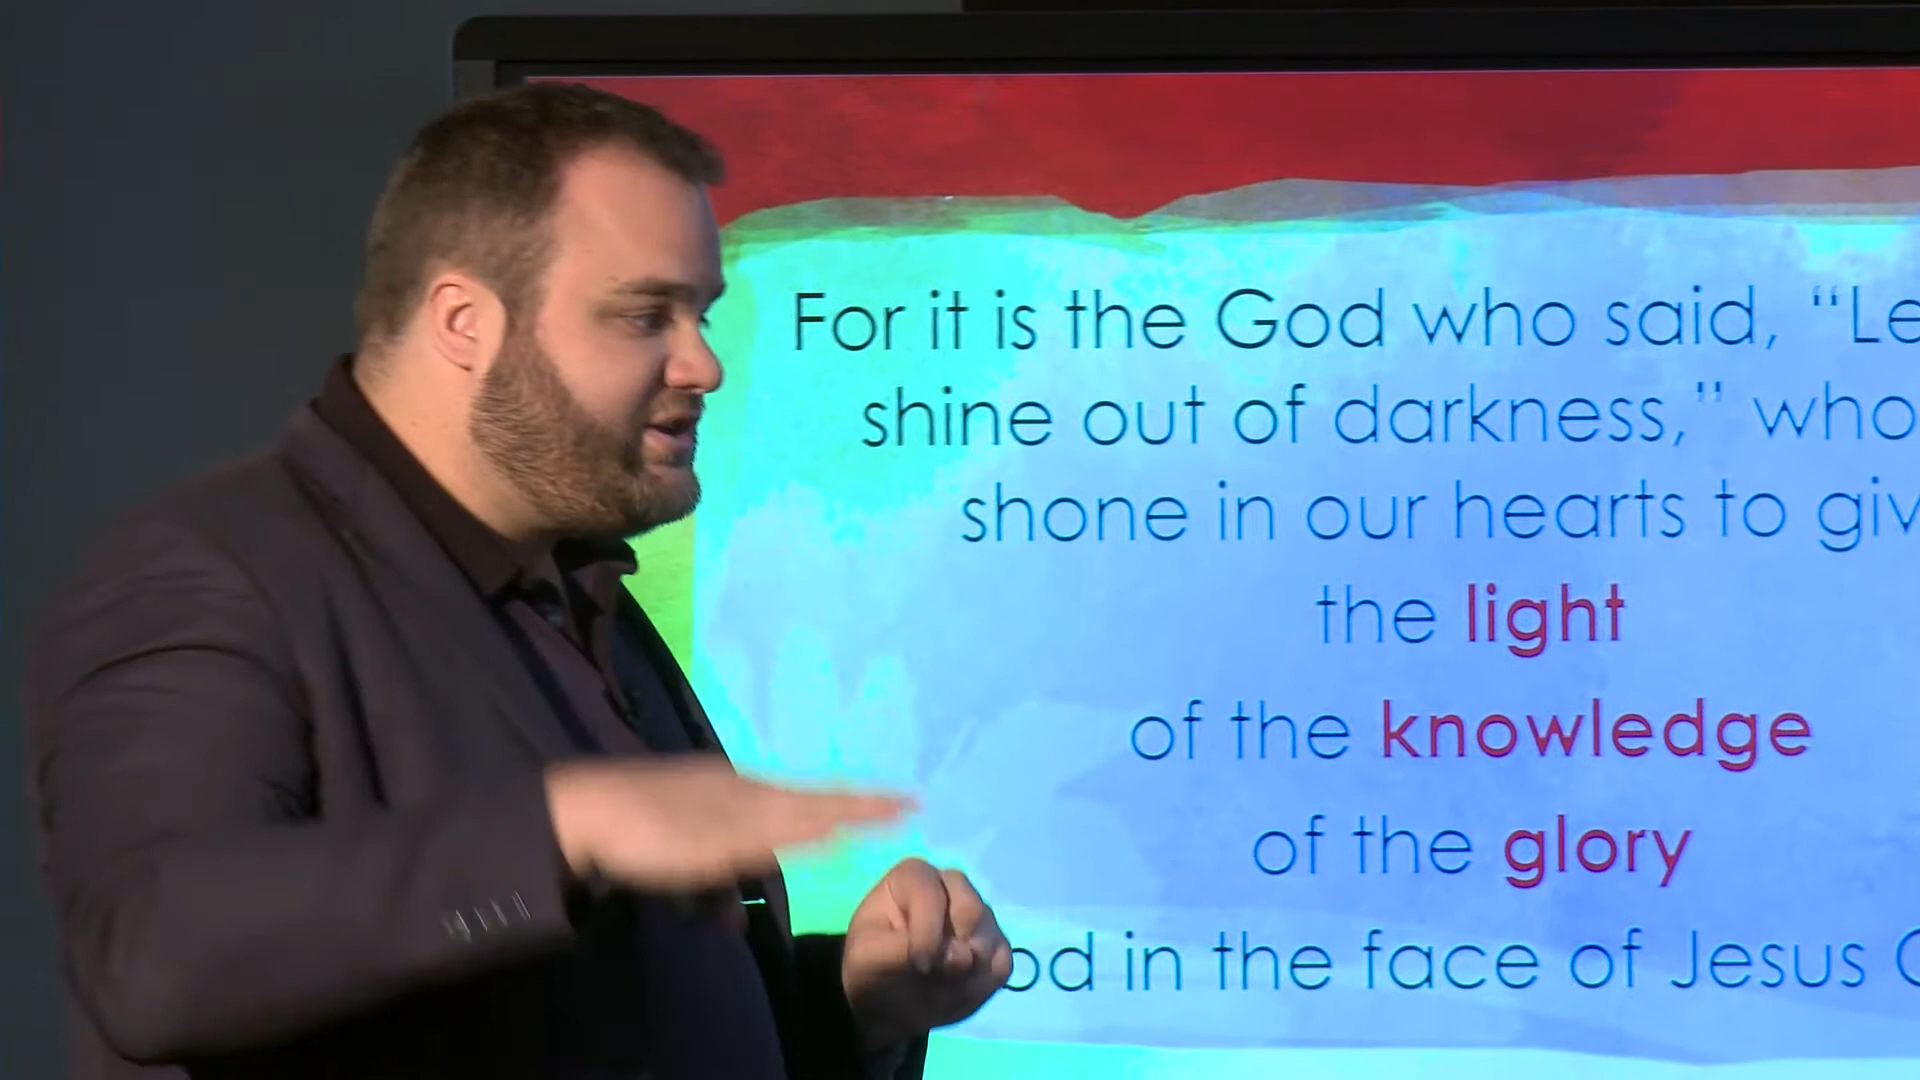 For it is the God who said, “Le
shine out of darkness,” who
shone in our hearts to giv
the light
of the knowledge
of the glory
od in the face of Jesus C